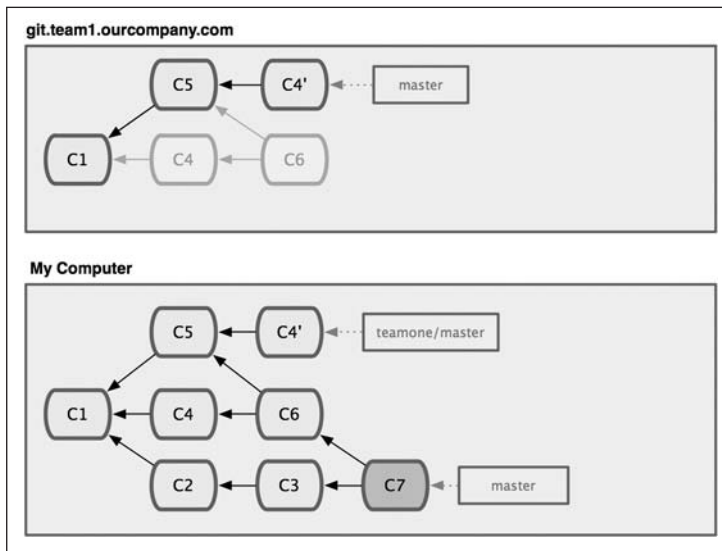 git.team1.ourcompany.com
C5
C4'
master
C1
C4
C6
My Computer
C5
C4'
teamone/master
C1
C4
C6
C2
C3
C7
master